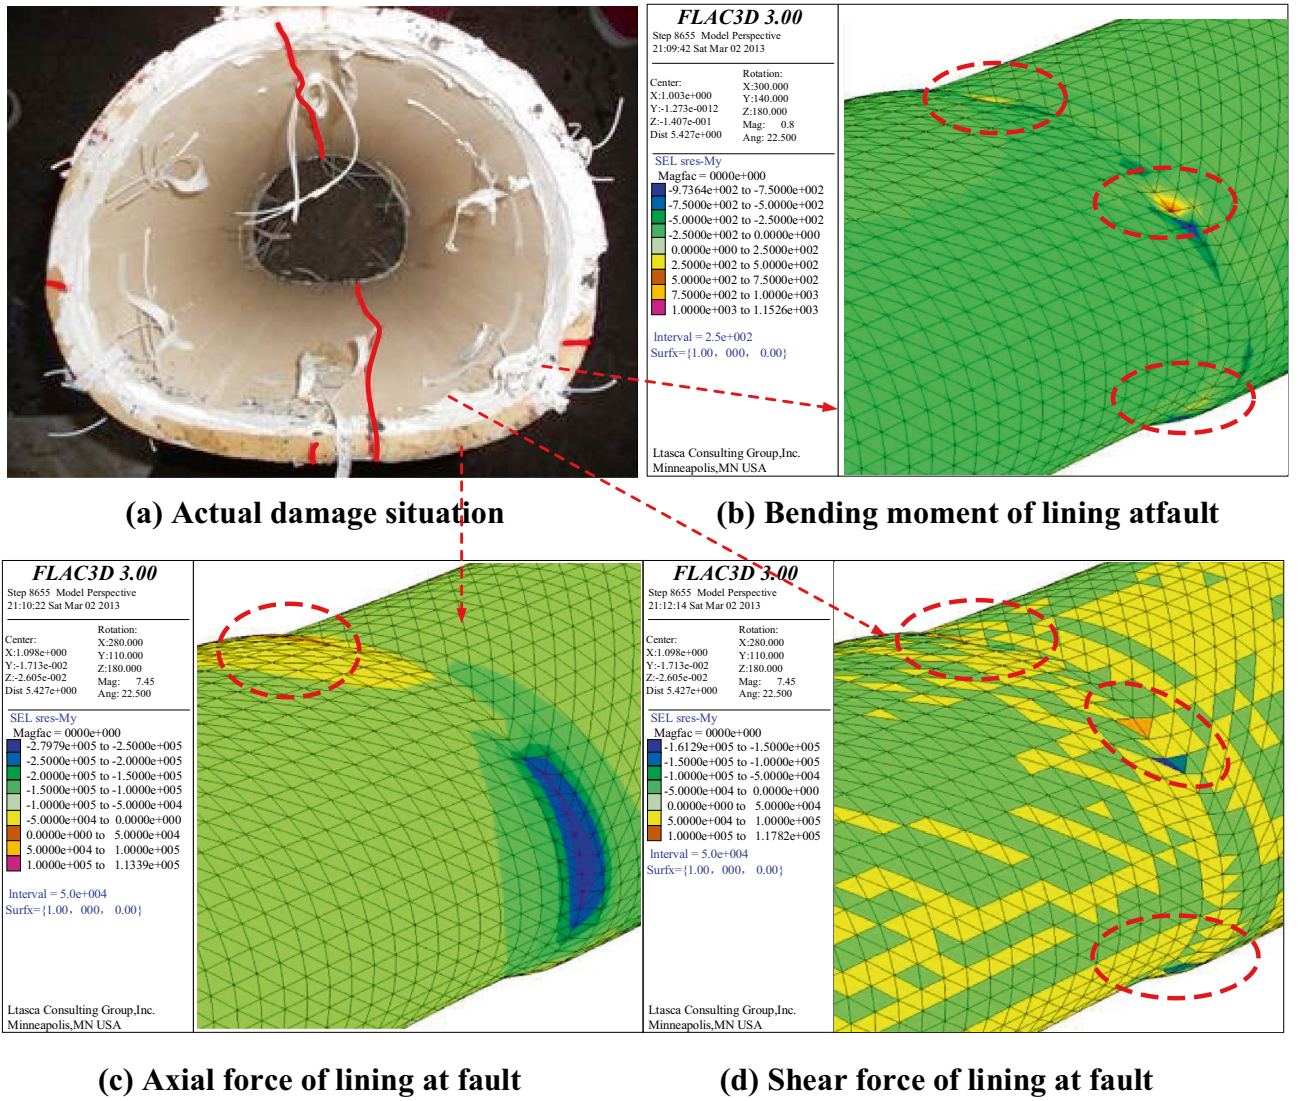 FLAC3D 3.00
Step 8655 Model Perspective
21:09:42 Sat Mar 02 2013
Center:
X:1.003e+000
Y:-1.273e-0012
Z:-1.407e-001
Dist 5.427e+000
Rotation:
X:300.000
Y:140.000
Z:180.000
Mag: 0.8
Ang: 22.500
SEL sres-My
Magfac = 0000e+000
-9.7364e+002 to -7.5000e+002
-7.5000e+002 to -5.0000e+002
-5.0000e+002 to -2.5000e+002
-2.5000e+002 to 0.0000e+000
0.0000e+000 to 2.5000e+002
2.5000e+002 to 5.0000e+002
5.0000e+002 to 7.5000e+002
7.5000e+002 to 1.0000e+003
1.0000e+003 to 1.1526e+003
Interval = 2.5e+002
Surfx={1.00, 000, 0.00}
Ltasca Consulting Group,Inc.
Minneapolis,MN USA
(a) Actual damage situation
(b) Bending moment of lining atfault
FLAC3D 3.00
Step 8655 Model Perspective
21:10:22 Sat Mar 02 2013
Center:
X:1.098e+000
Y:-1.713e-002
Z:-2.605e-002
Dist 5.427e+000
Rotation:
X:280.000
Y:110.000
Z:180.000
Mag: 7.45
Ang: 22.500
SEL sres-My
Magfac = 0000e+000
-2.7979e+005 to -2.5000e+005
-2.5000e+005 to -2.0000e+005
-2.0000e+005 to -1.5000e+005
-1.5000e+005 to -1.0000e+005
-1.0000e+005 to -5.0000e+004
-5.0000e+004 to 0.0000e+000
0.0000e+000 to 5.0000e+004
5.0000e+004 to 1.0000e+005
1.0000e+005 to 1.1339e+005
Interval = 5.0e+004
Surfx={1.00, 000, 0.00}
Ltasca Consulting Group,Inc.
Minneapolis,MN USA
FLAC3D 3.00
Step 8655 Model Perspective
21:12:14 Sat Mar 02 2013
Center:
X:1.098e+000
Y:-1.713e-002
Z:-2.605e-002
Dist 5.427e+000
Rotation:
X:280.000
Y:110.000
Z:180.000
Mag: 7.45
Ang: 22.500
SEL sres-My
Magfac = 0000e+000
-1.6129e+005 to -1.5000e+005
-1.5000e+005 to -1.0000e+005
-1.0000e+005 to -5.0000e+004
-5.0000e+004 to 0.0000e+000
0.0000e+000 to 5.0000e+004
5.0000e+004 to 1.0000e+005
1.0000e+005 to 1.1782e+005
Interval = 5.0e+004
Surfx={1.00, 000, 0.00}
Ltasca Consulting Group,Inc.
Minneapolis,MN USA
(c) Axial force of lining at fault
(d) Shear force of lining at fault